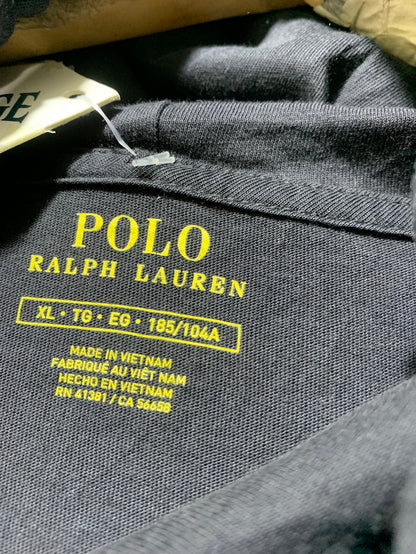 GE
POLO
RALPH LAUREN
XL • TG • EG • 185/104A
MADE IN VIETNAM
FABRIQUÉ AU VIÊT NAM
HECHO EN VIETNAM
RN 41381 / CA 56658